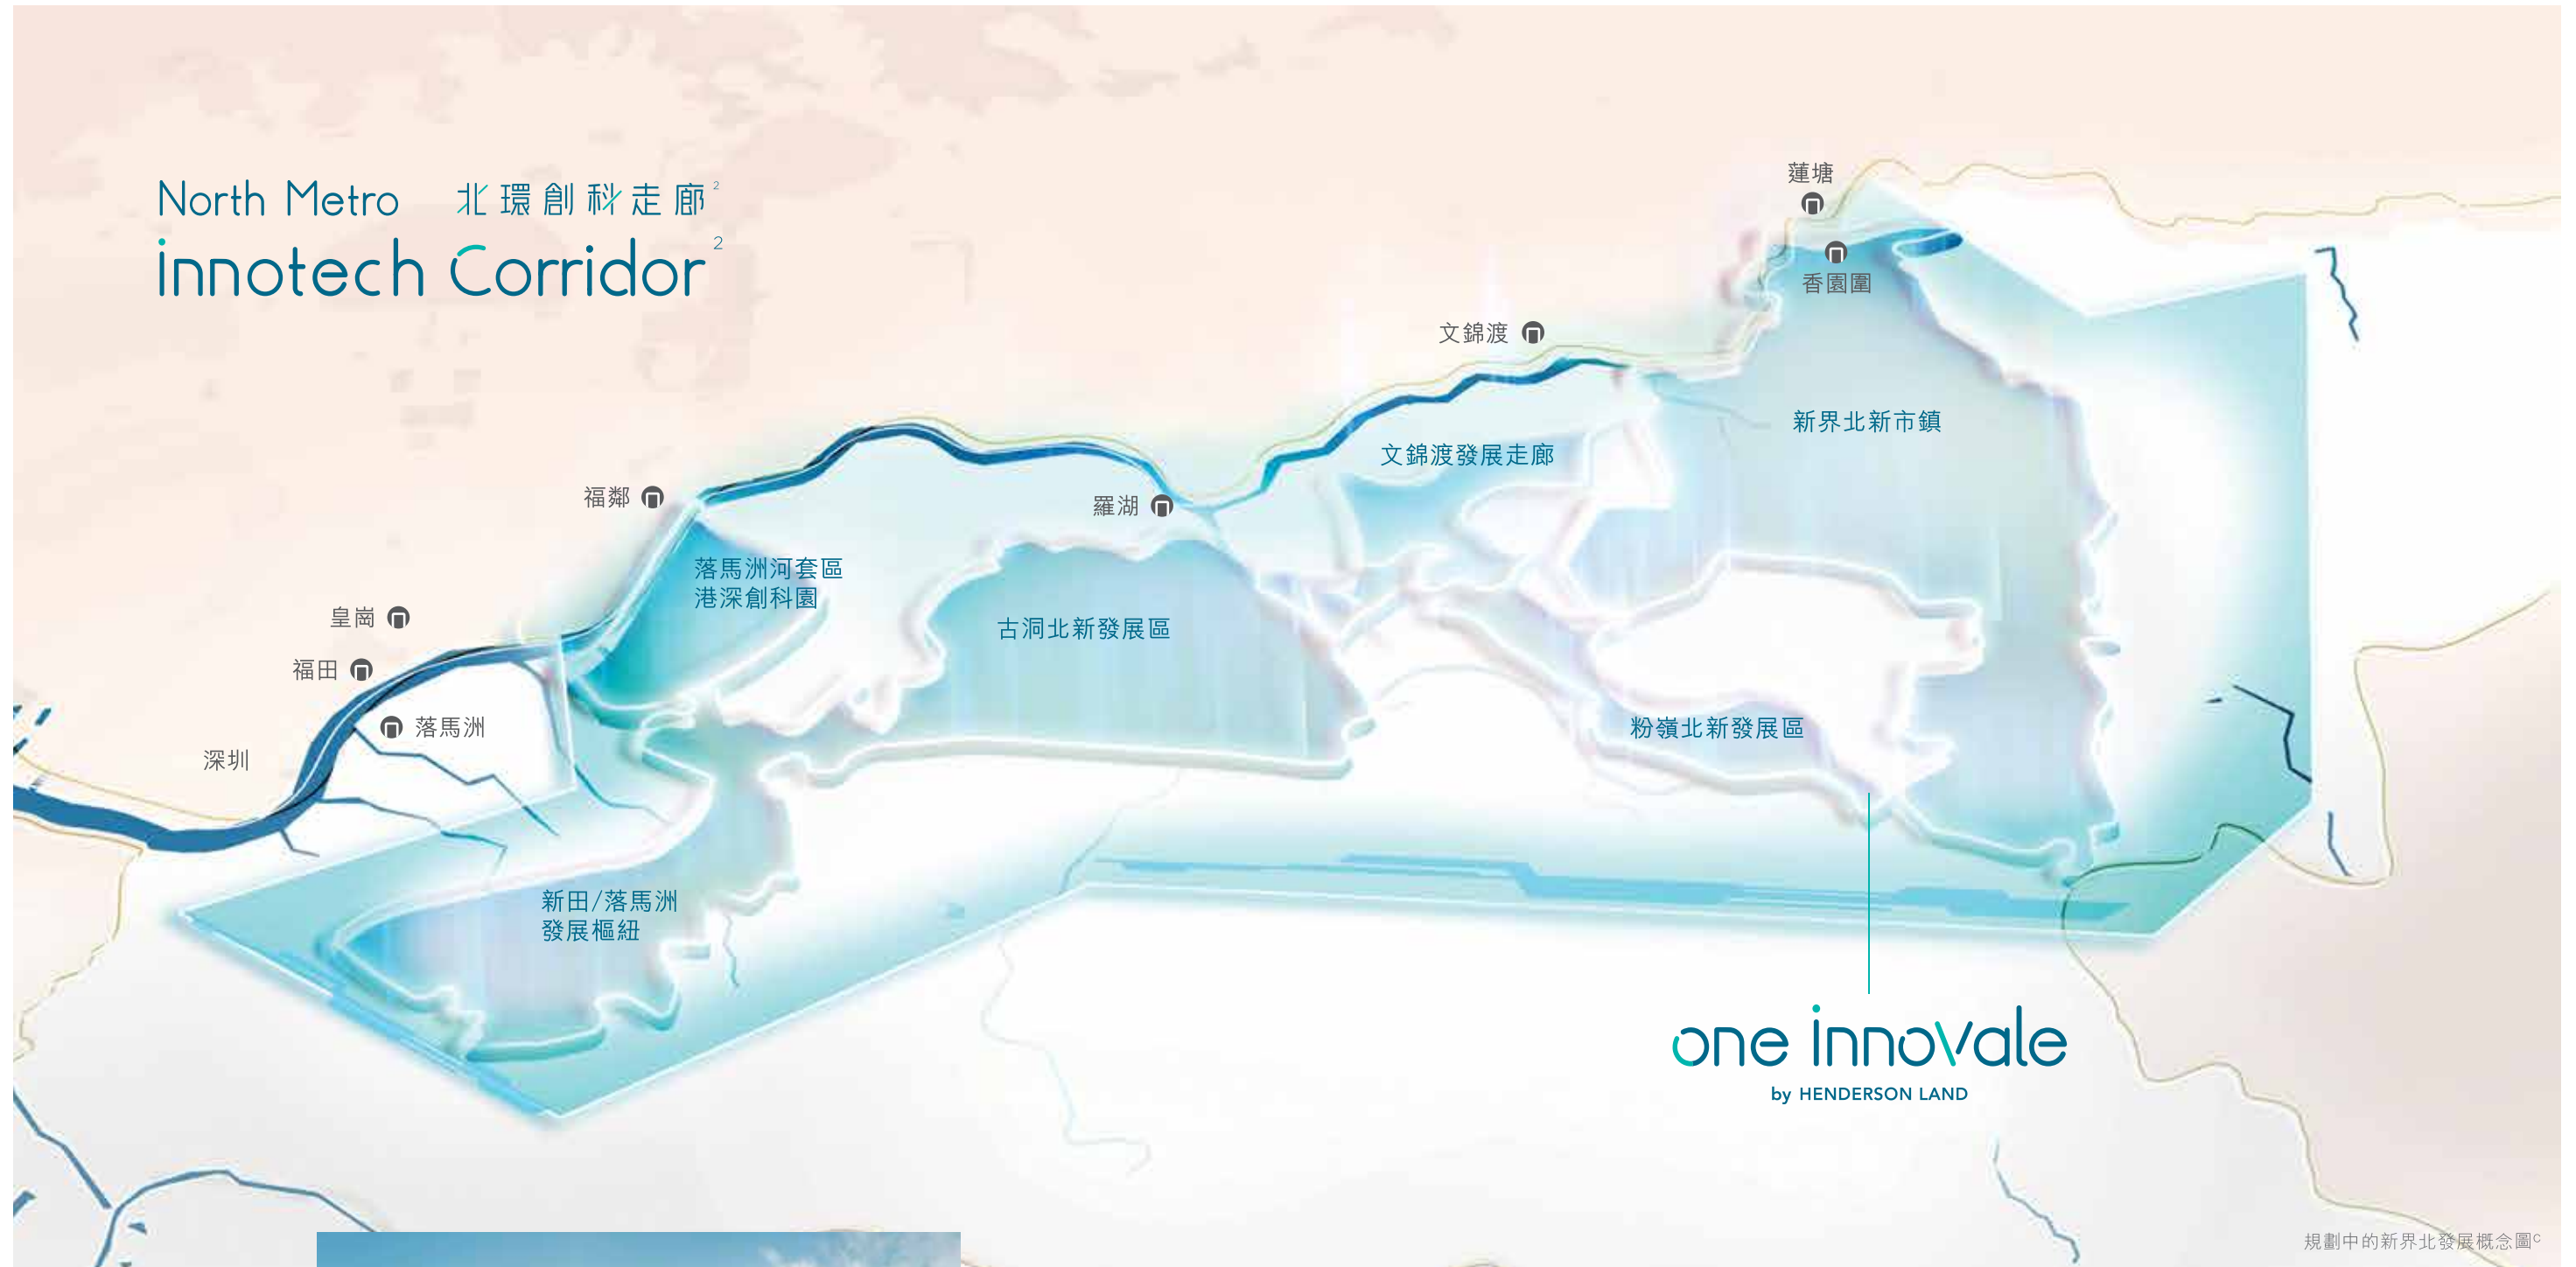 North Metro 北環創科走廊²
innotech Corridor²
蓮塘
香園圍
文錦渡
新界北新市鎮
文錦渡發展走廊
福鄰
羅湖
落馬洲河套區
港深創科園
皇崗
古洞北新發展區
福田
落馬洲
粉嶺北新發展區
深圳
新田/落馬洲
發展樞紐
one innovale
by HENDERSON LAND
規劃中的新界北發展概念圖ᶜ